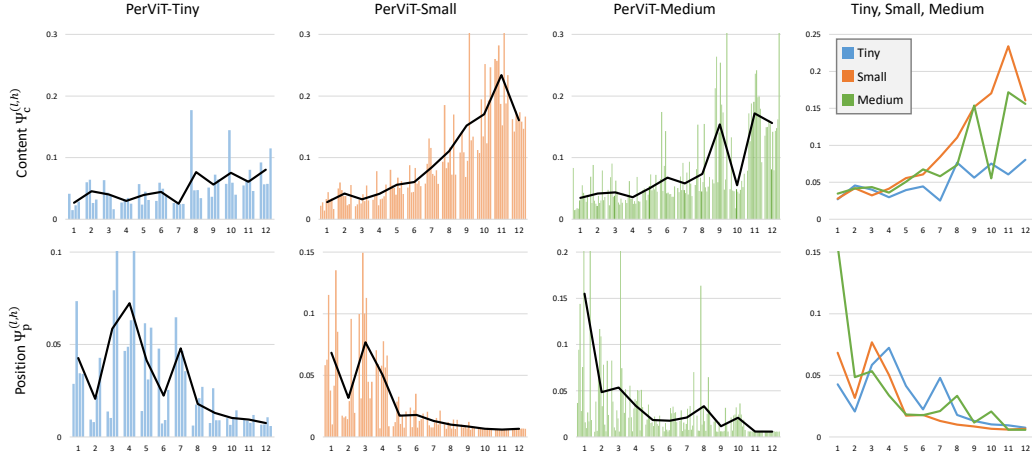 PerViT-Tiny
PerViT-Small
PerViT-Medium
Tiny, Small, Medium
Content Ψ_c^{(l,h)}
0.3
0.2
0.1
0
1 2 3 4 5 6 7 8 9 10 11 12
0.3
0.2
0.1
0
1 2 3 4 5 6 7 8 9 10 11 12
0.3
0.2
0.1
0
1 2 3 4 5 6 7 8 9 10 11 12
0.25
0.2
0.15
0.1
0.05
0
Tiny
Small
Medium
1 2 3 4 5 6 7 8 9 10 11 12
Position Ψ_p^{(l,h)}
0.1
0.05
0
1 2 3 4 5 6 7 8 9 10 11 12
0.15
0.1
0.05
0
1 2 3 4 5 6 7 8 9 10 11 12
0.2
0.15
0.1
0.05
0
1 2 3 4 5 6 7 8 9 10 11 12
0.15
0.1
0.05
0
1 2 3 4 5 6 7 8 9 10 11 12